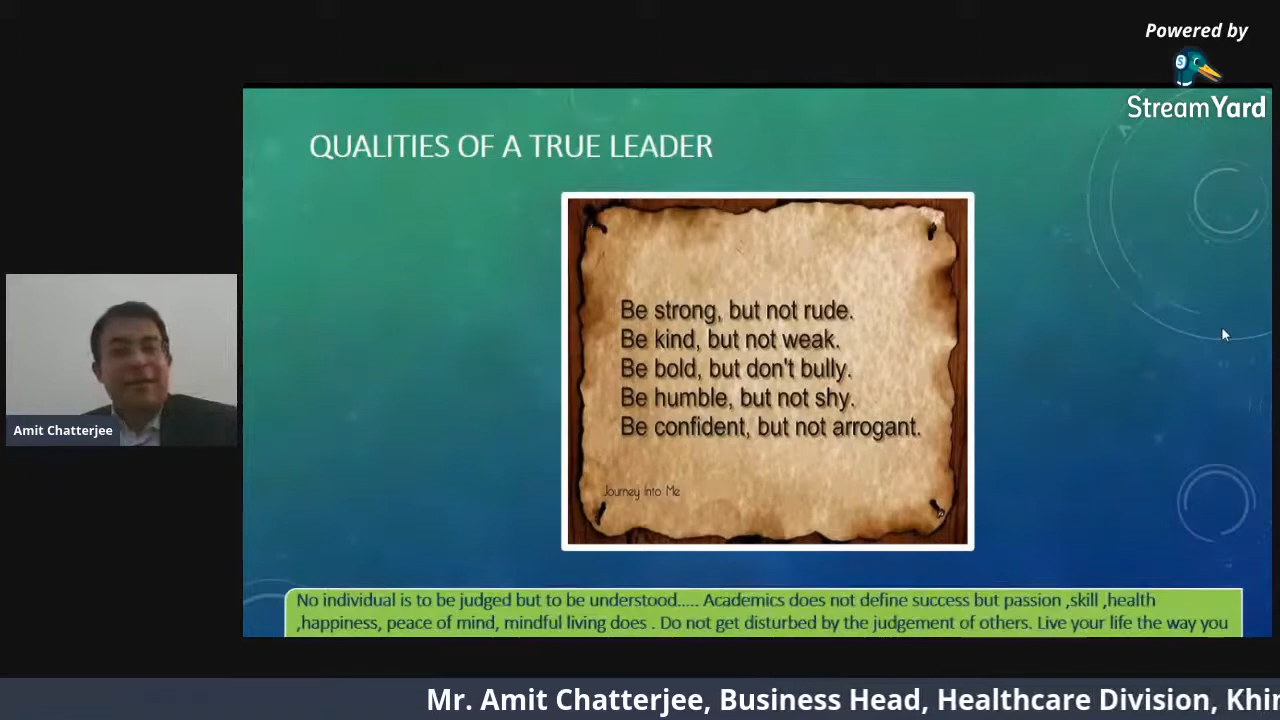 Powered by
StreamYard
QUALITIES OF A TRUE LEADER
Be strong, but not rude.
Be kind, but not weak.
Be bold, but don't bully.
Be humble, but not shy.
Be confident, but not arrogant.
Journey Into Me
Amit Chatterjee
No individual is to be judged but to be understood..... Academics does not define success but passion ,skill ,health
,happiness, peace of mind, mindful living does . Do not get disturbed by the judgement of others. Live your life the way you
Mr. Amit Chatterjee, Business Head, Healthcare Division, Khir